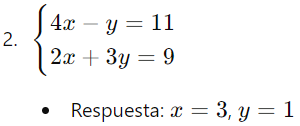 2. { 4x − y = 11
2x + 3y = 9
• Respuesta: x = 3, y = 1